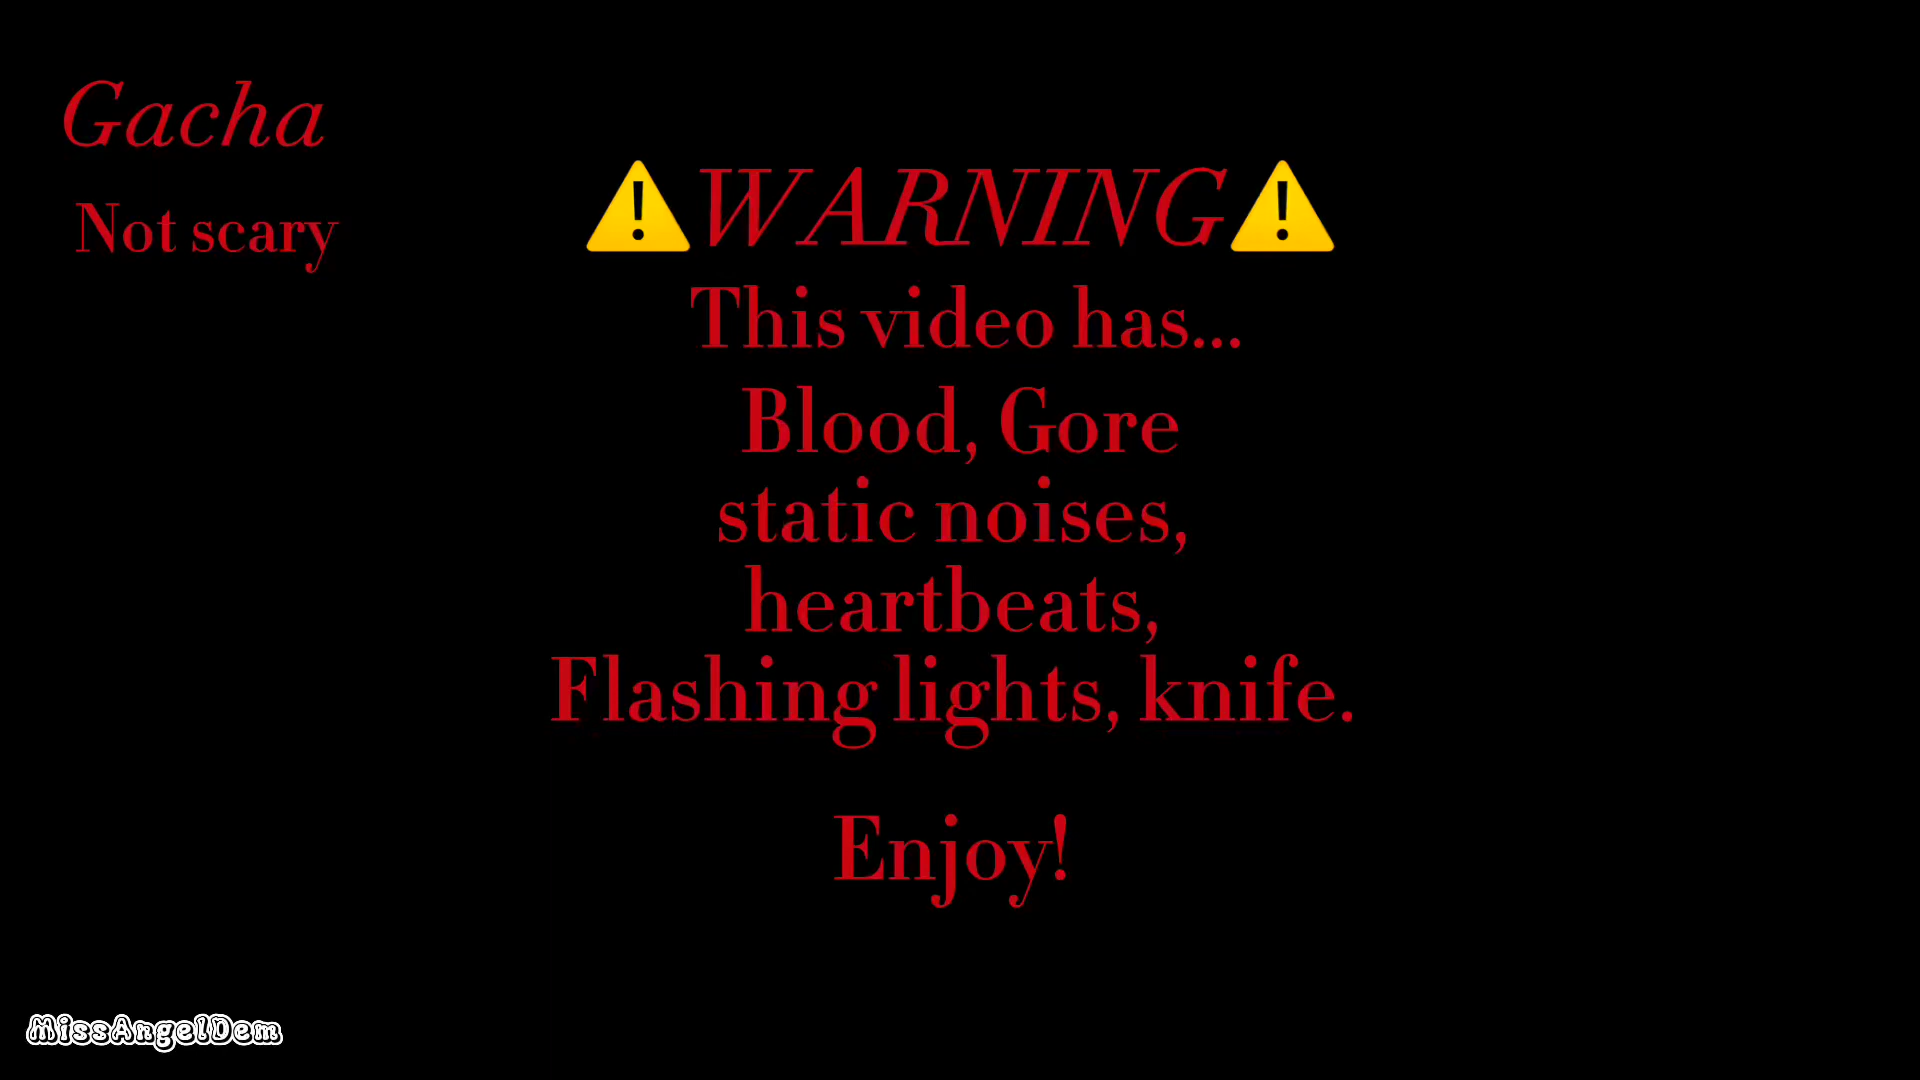 Gacha
Not scary
⚠️WARNING⚠️
This video has...
Blood, Gore
static noises,
heartbeats,
Flashing lights, knife.
Enjoy!
MissAngelDem